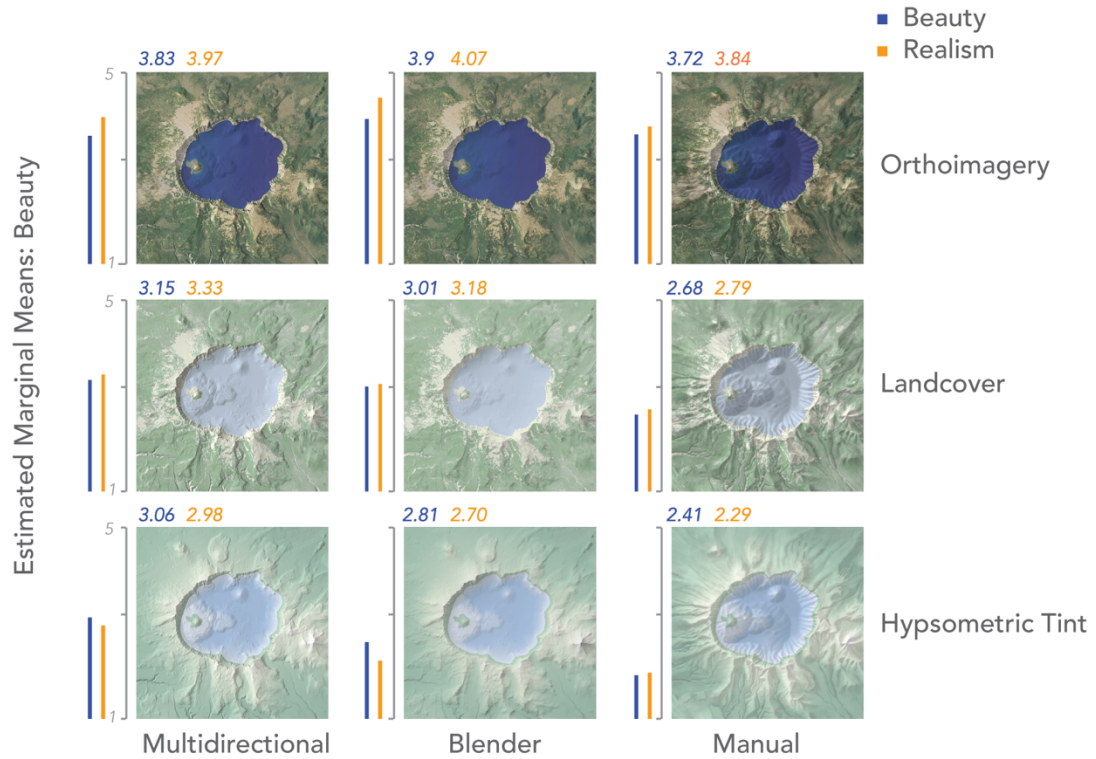 Beauty
Realism
3.83 3.97
3.9 4.07
3.72 3.84
5
1
Orthoimagery
3.15 3.33
3.01 3.18
2.68 2.79
5
1
Landcover
3.06 2.98
2.81 2.70
2.41 2.29
5
1
Hypsometric Tint
Estimated Marginal Means: Beauty
Multidirectional
Blender
Manual